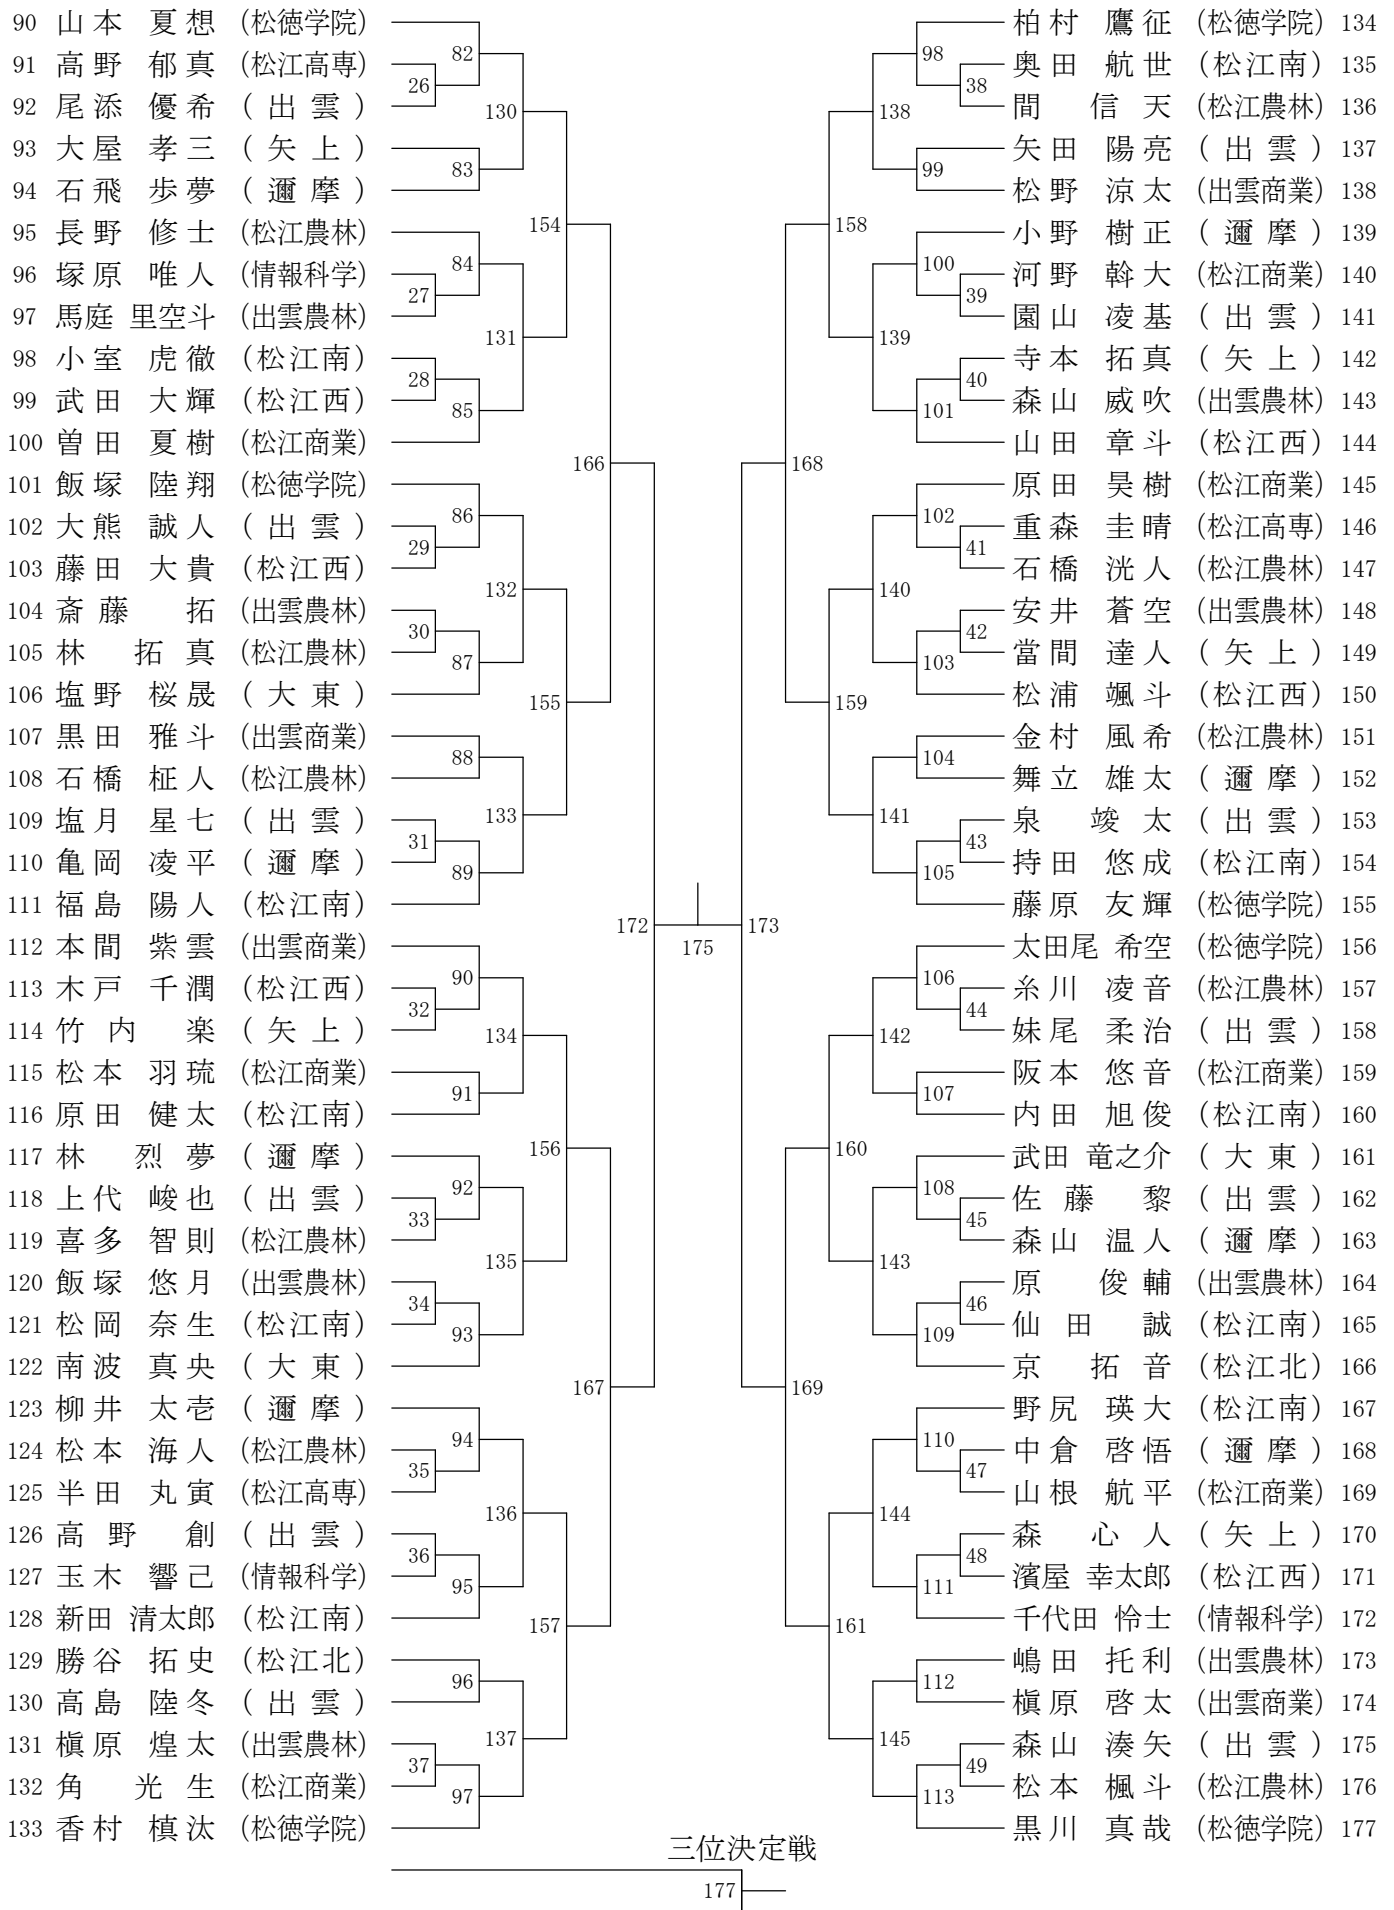 90 山本 夏想 (松徳学院)
91 高野 郁真 (松江高専)
92 尾添 優希 (出雲)
93 大屋 孝三 (矢上)
94 石飛 歩夢 (邇摩)
95 長野 修士 (松江農林)
96 塚原 唯人 (情報科学)
97 馬庭 里空斗 (出雲農林)
98 小室 虎徹 (松江南)
99 武田 大輝 (松江西)
100 曽田 夏樹 (松江商業)
101 飯塚 陸翔 (松徳学院)
102 大熊 誠人 (出雲)
103 藤田 大貴 (松江西)
104 斎藤 拓 (出雲農林)
105 林 拓真 (松江農林)
106 塩野 桜晟 (大東)
107 黒田 雅斗 (出雲商業)
108 石橋 柾人 (松江農林)
109 塩月 星七 (出雲)
110 亀岡 凌平 (邇摩)
111 福島 陽人 (松江南)
112 本間 紫雲 (出雲商業)
113 木戸 千潤 (松江西)
114 竹内 楽 (矢上)
115 松本 羽琉 (松江商業)
116 原田 健太 (松江南)
117 林 烈夢 (邇摩)
118 上代 峻也 (出雲)
119 喜多 智則 (松江農林)
120 飯塚 悠月 (出雲農林)
121 松岡 奈生 (松江南)
122 南波 真央 (大東)
123 柳井 太壱 (邇摩)
124 松本 海人 (松江農林)
125 半田 丸寅 (松江高専)
126 高野 創 (出雲)
127 玉木 響己 (情報科学)
128 新田 清太郎 (松江南)
129 勝谷 拓史 (松江北)
130 高島 陸冬 (出雲)
131 槇原 煌太 (出雲農林)
132 角 光生 (松江商業)
133 香村 槙汰 (松徳学院)
82
26
130
83
154
84
27
131
28
85
166
86
29
132
30
87
155
88
133
31
89
172
90
32
134
91
156
92
33
135
34
93
167
94
35
136
36
95
157
96
137
37
97
175
173
98
38
138
99
158
100
39
139
40
101
168
102
41
140
42
103
159
104
141
43
105
106
44
142
107
160
108
45
143
46
109
169
110
47
144
48
111
161
112
145
49
113
柏村 鷹征 (松徳学院) 134
奥田 航世 (松江南) 135
間 信天 (松江農林) 136
矢田 陽亮 (出雲) 137
松野 涼太 (出雲商業) 138
小野 樹正 (邇摩) 139
河野 斡大 (松江商業) 140
園山 凌基 (出雲) 141
寺本 拓真 (矢上) 142
森山 威吹 (出雲農林) 143
山田 章斗 (松江西) 144
原田 昊樹 (松江商業) 145
重森 圭晴 (松江高専) 146
石橋 洸人 (松江農林) 147
安井 蒼空 (出雲農林) 148
當間 達人 (矢上) 149
松浦 颯斗 (松江西) 150
金村 風希 (松江農林) 151
舞立 雄太 (邇摩) 152
泉 竣太 (出雲) 153
持田 悠成 (松江南) 154
藤原 友輝 (松徳学院) 155
太田尾 希空 (松徳学院) 156
糸川 凌音 (松江農林) 157
妹尾 柔治 (出雲) 158
阪本 悠音 (松江商業) 159
内田 旭俊 (松江南) 160
武田 竜之介 (大東) 161
佐藤 黎 (出雲) 162
森山 温人 (邇摩) 163
原 俊輔 (出雲農林) 164
仙田 誠 (松江南) 165
京 拓音 (松江北) 166
野尻 瑛大 (松江南) 167
中倉 啓悟 (邇摩) 168
山根 航平 (松江商業) 169
森 心人 (矢上) 170
濱屋 幸太郎 (松江西) 171
千代田 怜士 (情報科学) 172
嶋田 托利 (出雲農林) 173
槇原 啓太 (出雲商業) 174
森山 湊矢 (出雲) 175
松本 楓斗 (松江農林) 176
黒川 真哉 (松徳学院) 177
三位決定戦
177